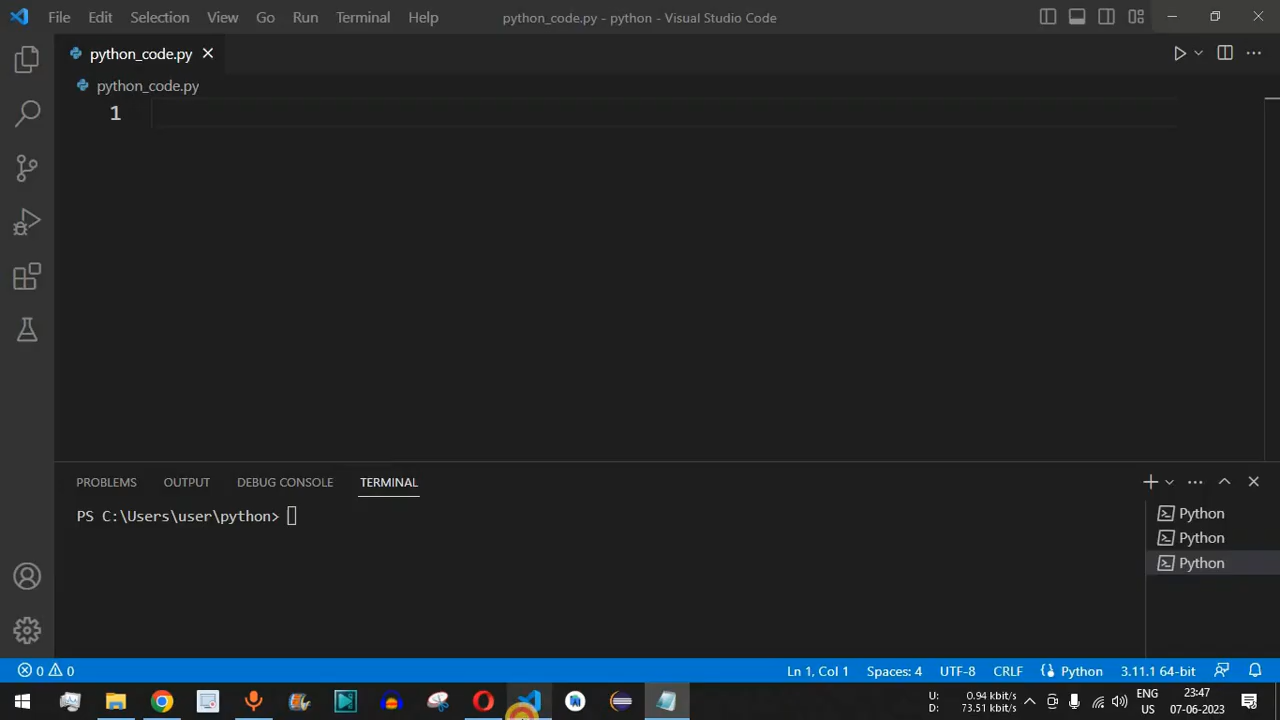 File Edit Selection View Go Run Terminal Help python_code.py - python - Visual Studio Code
python_code.py
python_code.py
1
PROBLEMS OUTPUT DEBUG CONSOLE TERMINAL
PS C:\Users\user\python>
Python
Python
Python
0 0 Ln 1, Col 1 Spaces: 4 UTF-8 CRLF Python 3.11.1 64-bit
U: 0.94 kbit/s ENG 23:47
D: 73.51 kbit/s US 07-06-2023